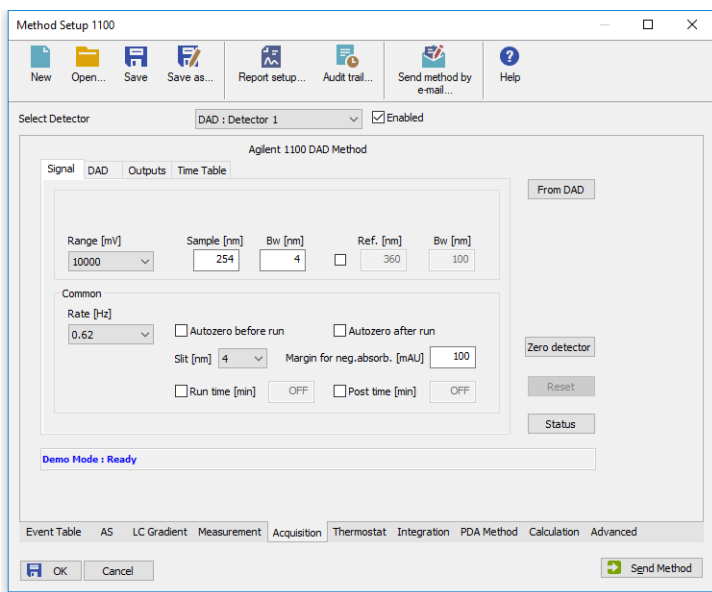 Method Setup 1100
New Open... Save Save as... Report setup... Audit trail... Send method by e-mail... Help
Select Detector DAD : Detector 1 Enabled
Agilent 1100 DAD Method
Signal DAD Outputs Time Table
From DAD
Range [mV] Sample [nm] Bw [nm] Ref. [nm] Bw [nm]
10000 254 4 360 100
Common
Rate [Hz]
0.62 Autozero before run Autozero after run
Zero detector
Slit [nm] 4 Margin for neg.absorb. [mAU] 100
Reset
Run time [min] OFF Post time [min] OFF
Status
Demo Mode : Ready
Event Table AS LC Gradient Measurement Acquisition Thermostat Integration PDA Method Calculation Advanced
OK Cancel Send Method